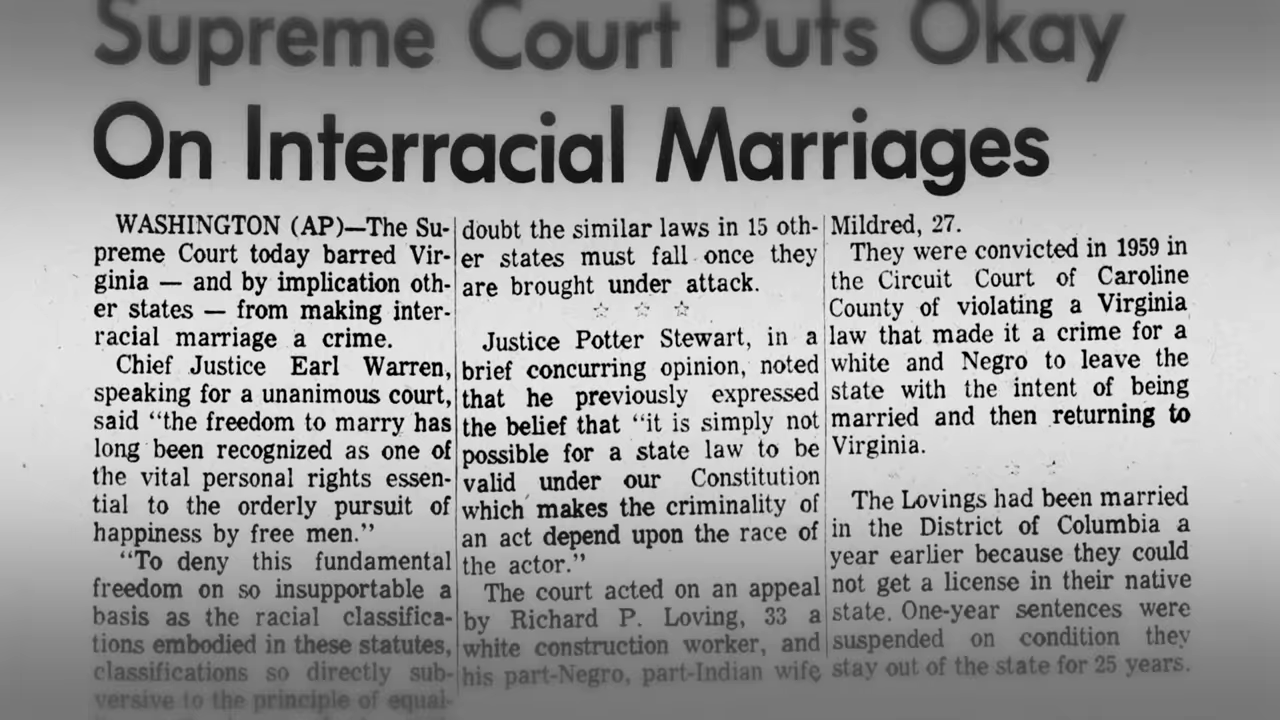 Supreme Court Puts Okay
On Interracial Marriages
WASHINGTON (AP)—The Su-
preme Court today barred Vir-
ginia — and by implication oth-
er states — from making inter-
racial marriage a crime.
Chief Justice Earl Warren,
speaking for a unanimous court,
said “the freedom to marry has
long been recognized as one of
the vital personal rights essen-
tial to the orderly pursuit of
happiness by free men.”
“To deny this fundamental
freedom on so insupportable a
basis as the racial classifica-
tions embodied in these statutes,
classifications so directly sub-
versive to the principle of equal-
doubt the similar laws in 15 oth-
er states must fall once they
are brought under attack.
☆ ☆ ☆
Justice Potter Stewart, in a
brief concurring opinion, noted
that he previously expressed
the belief that “it is simply not
possible for a state law to be
valid under our Constitution
which makes the criminality of
an act depend upon the race of
the actor.”
The court acted on an appeal
by Richard P. Loving, 33 a
white construction worker, and
his part-Negro, part-Indian wife
Mildred, 27.
They were convicted in 1959 in
the Circuit Court of Caroline
County of violating a Virginia
law that made it a crime for a
white and Negro to leave the
state with the intent of being
married and then returning to
Virginia.
☆ ☆ ☆
The Lovings had been married
in the District of Columbia a
year earlier because they could
not get a license in their native
state. One-year sentences were
suspended on condition they
stay out of the state for 25 years.